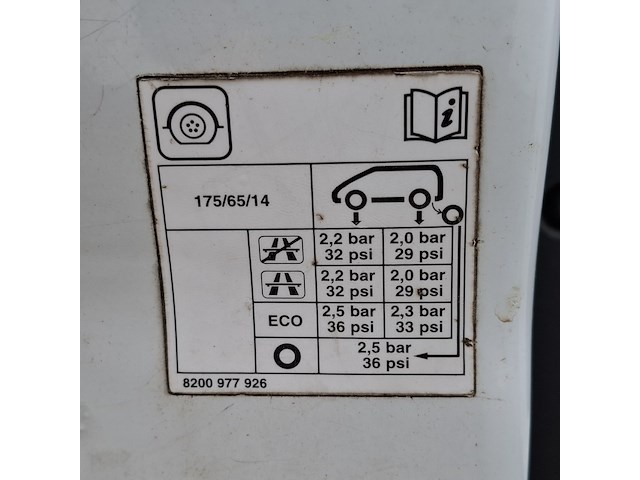 i
175/65/14
2,2 bar 2,0 bar
32 psi 29 psi
2,2 bar 2,0 bar
32 psi 29 psi
ECO 2,5 bar 2,3 bar
36 psi 33 psi
2,5 bar
36 psi
8200 977 926